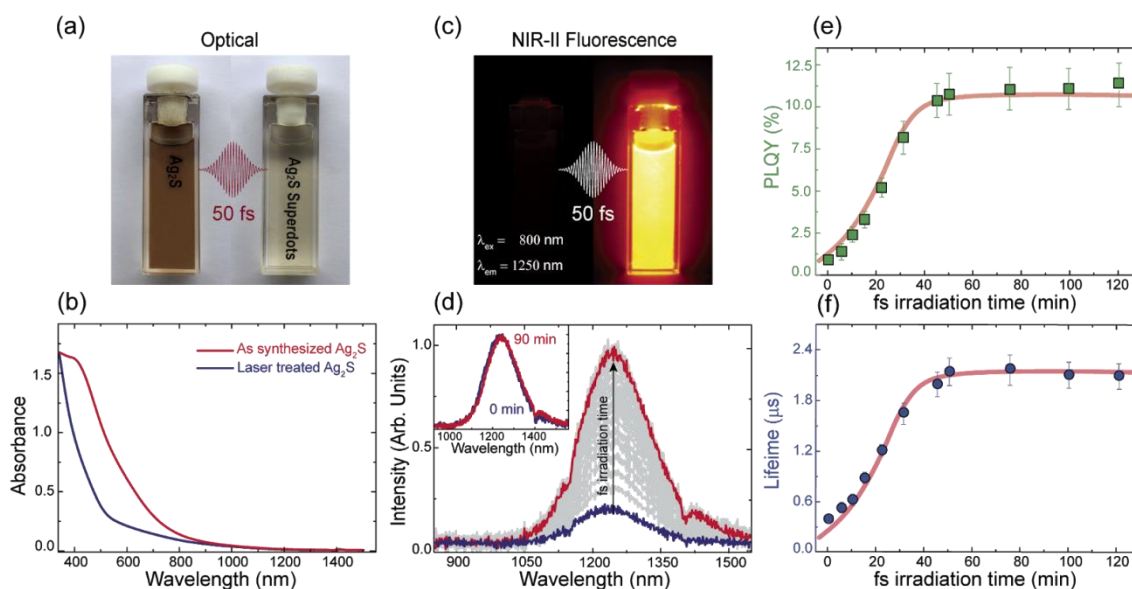 (a)
Optical
Ag₂S
50 fs
Ag₂S Superdots
(c)
NIR-II Fluorescence
50 fs
λex = 800 nm
λem = 1250 nm
(b)
Absorbance
1.5
1.0
0.5
0.0
As synthesized Ag₂S
Laser treated Ag₂S
400 600 800 1000 1200 1400
Wavelength (nm)
(d)
Intensity (Arb. Units)
1.0
0.5
0.0
90 min
0 min
1000 1200 1400
Wavelength (nm)
fs irradiation time
900 1050 1200 1350 1500
Wavelength (nm)
(e)
PLQY (%)
12.5
10.0
7.5
5.0
2.5
0.0
0 20 40 60 80 100 120
fs irradiation time (min)
(f)
Lifeime (μs)
2.4
1.8
1.2
0.6
0.0
0 20 40 60 80 100 120
fs irradiation time (min)